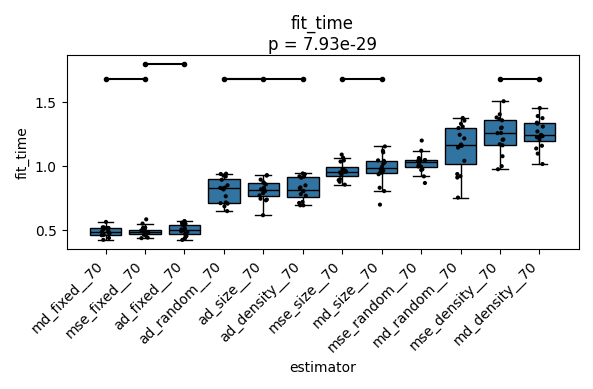 fit_time
p = 7.93e-29
fit_time
1.5
1.0
0.5
md_fixed__70
mse_fixed__70
ad_fixed__70
ad_random__70
ad_size__70
ad_density__70
mse_size__70
md_size__70
mse_random__70
md_random__70
mse_density__70
md_density__70
estimator